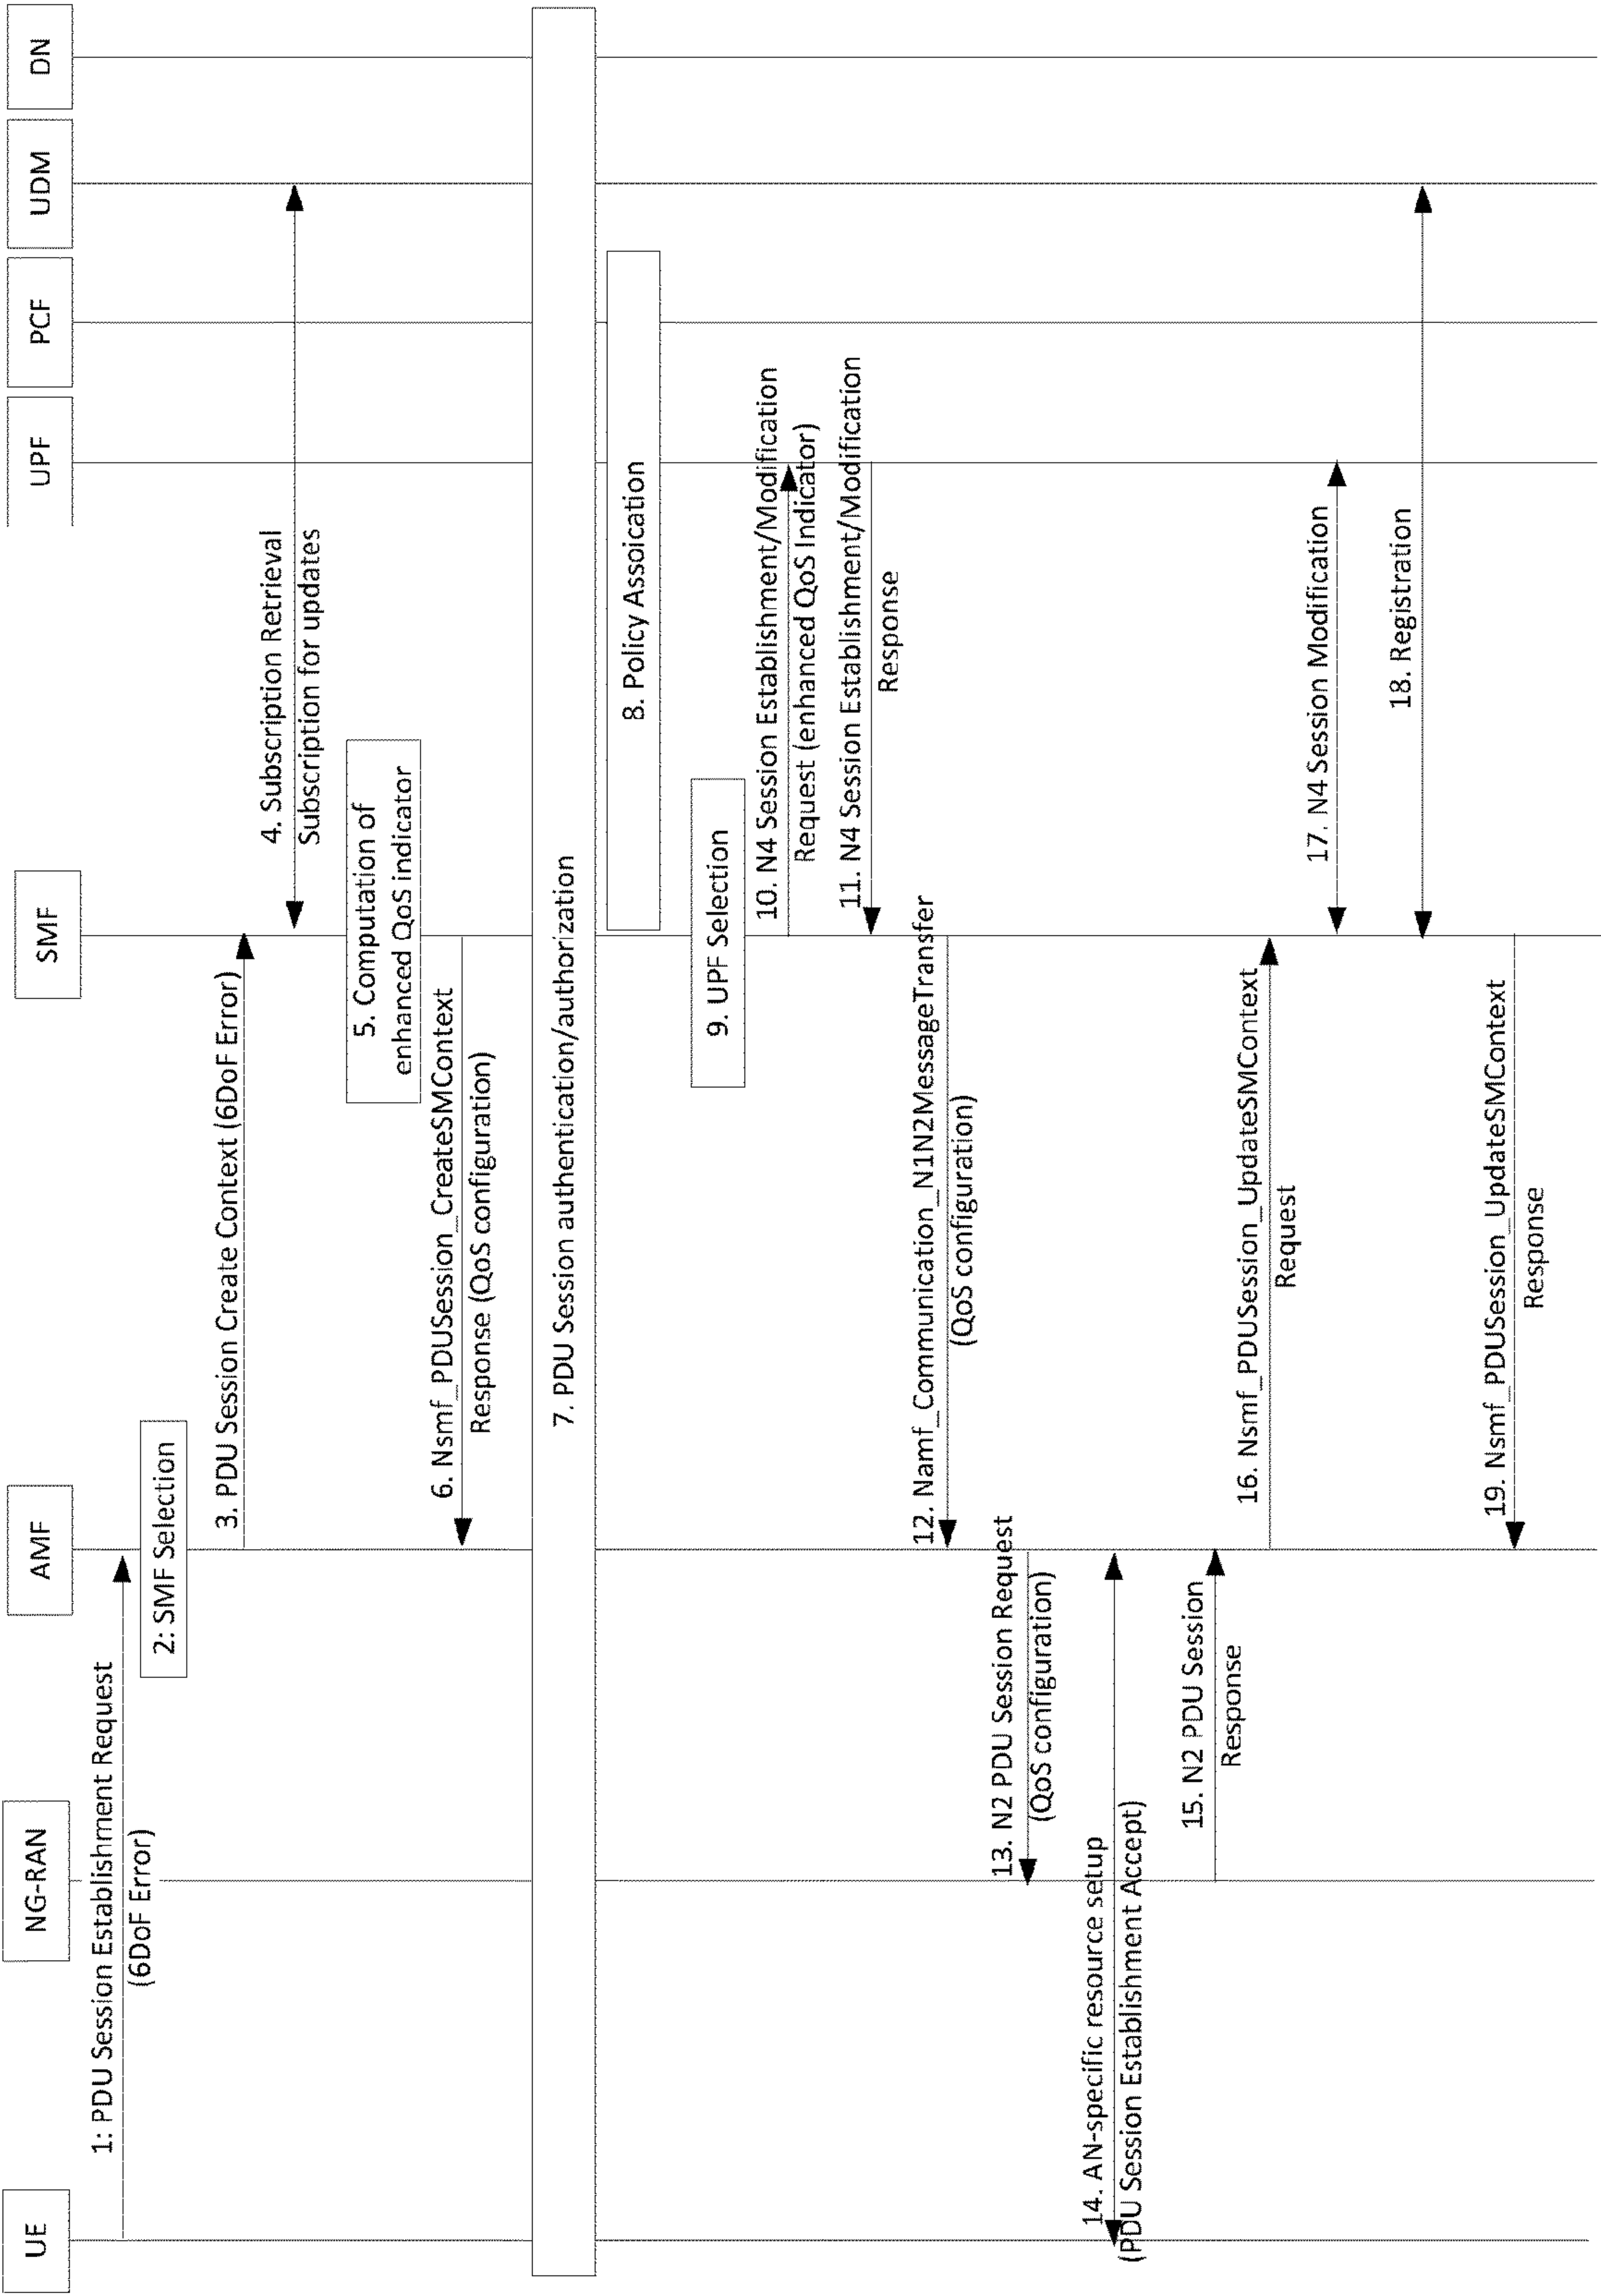 UE
NG-RAN
AMF
SMF
UPF
PCF
UDM
DN
1: PDU Session Establishment Request
(6DoF Error)
2: SMF Selection
3. PDU Session Create Context (6DoF Error)
4. Subscription Retrieval
Subscription for updates
5. Computation of
enhanced QoS indicator
6. Nsmf_PDUSession_CreateSMContext
Response (QoS configuration)
7. PDU Session authentication/authorization
8. Policy Assoication
9. UPF Selection
10. N4 Session Establishment/Modification
Request (enhanced QoS Indicator)
11. N4 Session Establishment/Modification
Response
12. Namf_Communication_N1N2MessageTransfer
(QoS configuration)
13. N2 PDU Session Request
(QoS configuration)
14. AN-specific resource setup
(PDU Session Establishment Accept)
15. N2 PDU Session
Response
16. Nsmf_PDUSession_UpdateSMContext
Request
17. N4 Session Modification
18. Registration
19. Nsmf_PDUSession_UpdateSMContext
Response